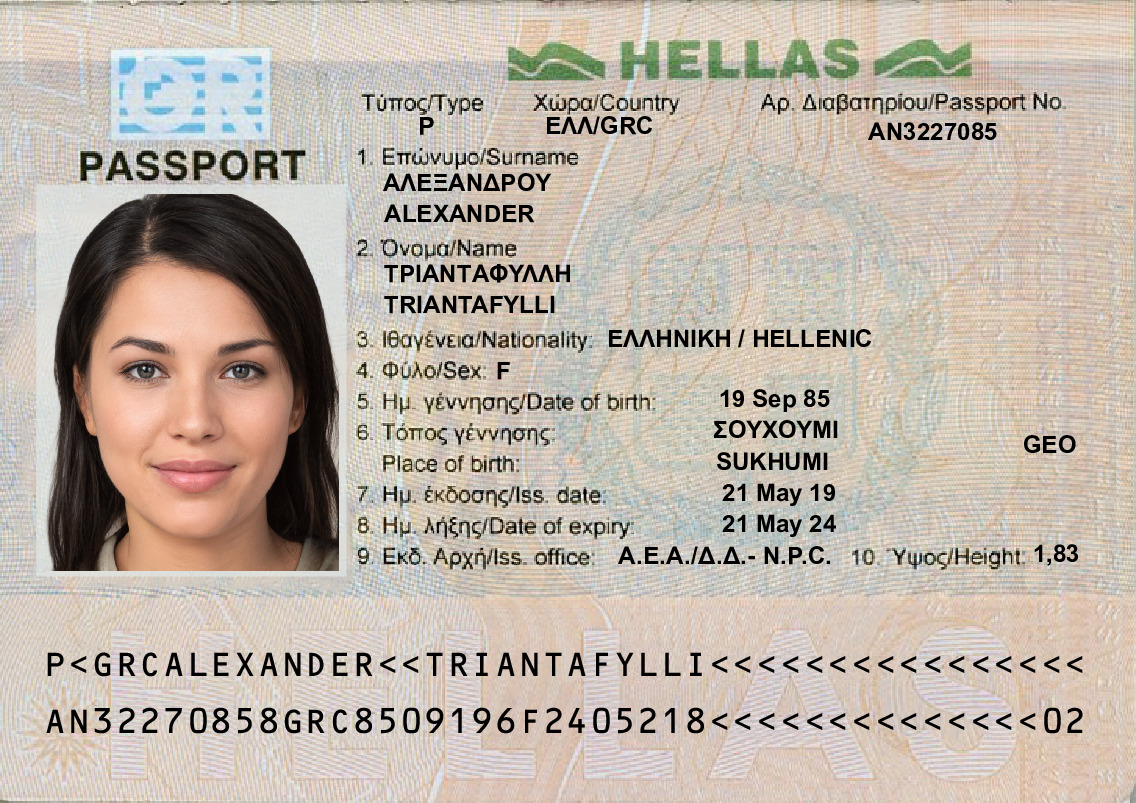 GR
HELLAS
PASSPORT
Τύπος/Type Χώρα/Country Αρ. Διαβατηρίου/Passport No.
P ΕΛΛ/GRC AN3227085
1. Επώνυμο/Surname
ΑΛΕΞΑΝΔΡΟΥ
ALEXANDER
2. Όνομα/Name
ΤΡΙΑΝΤΑΦΥΛΛΗ
TRIANTAFYLLI
3. Ιθαγένεια/Nationality: ΕΛΛΗΝΙΚΗ / HELLENIC
4. Φύλο/Sex: F
5. Ημ. γέννησης/Date of birth: 19 Sep 85
6. Τόπος γέννησης: ΣΟΥΧΟΥΜΙ
GEO
Place of birth: SUKHUMI
7. Ημ. έκδοσης/Iss. date: 21 May 19
8. Ημ. λήξης/Date of expiry: 21 May 24
9 Εκδ. Αρχή/Iss. office: Α.Ε.Α./Δ.Δ.- N.P.C. 10. Ύψος/Height: 1,83
HELLAS
P<GRCALEXANDER<<TRIANTAFYLLI<<<<<<<<<<<<<<<<
AN32270858GRC8509196F2405218<<<<<<<<<<<<<<02